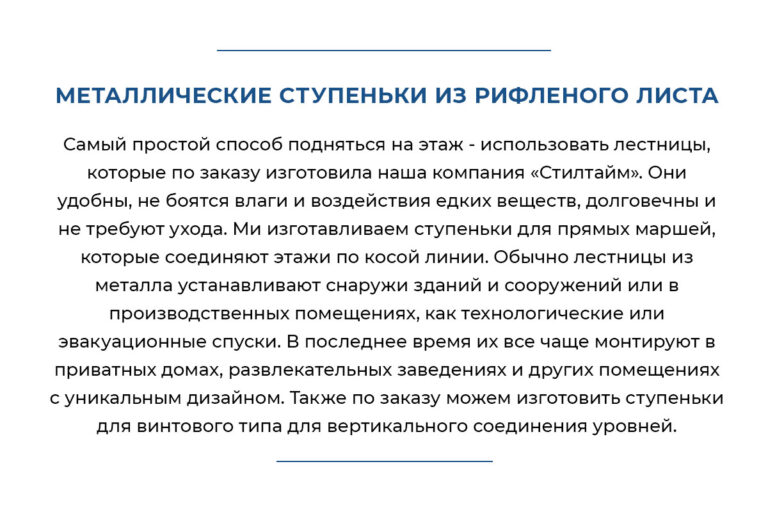 МЕТАЛЛИЧЕСКИЕ СТУПЕНЬКИ ИЗ РИФЛЕНОГО ЛИСТА
Самый простой способ подняться на этаж - использовать лестницы,
которые по заказу изготовила наша компания «Стилтайм». Они
удобны, не боятся влаги и воздействия едких веществ, долговечны и
не требуют ухода. Ми изготавливаем ступеньки для прямых маршей,
которые соединяют этажи по косой линии. Обычно лестницы из
металла устанавливают снаружи зданий и сооружений или в
производственных помещениях, как технологические или
эвакуационные спуски. В последнее время их все чаще монтируют в
приватных домах, развлекательных заведениях и других помещениях
с уникальным дизайном. Также по заказу можем изготовить ступеньки
для винтового типа для вертикального соединения уровней.